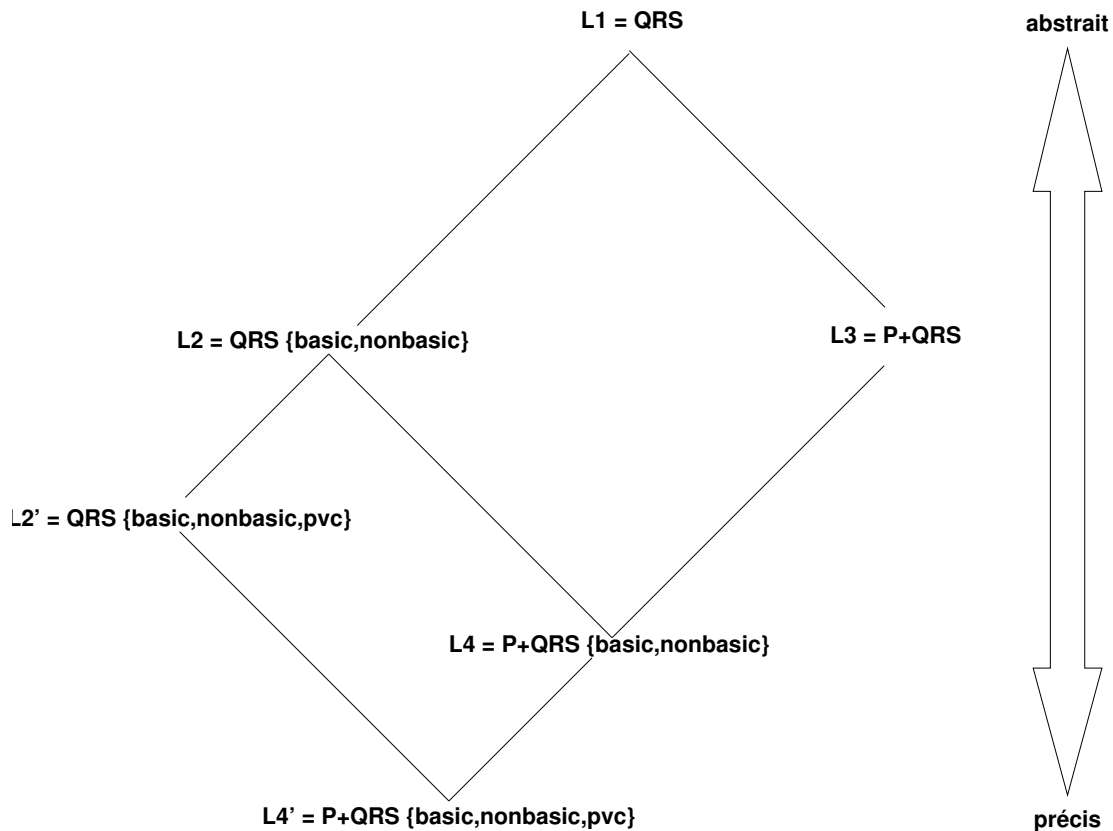 L1 = QRS
abstrait
L2 = QRS {basic,nonbasic}
L3 = P+QRS
L2' = QRS {basic,nonbasic,pvc}
L4 = P+QRS {basic,nonbasic}
L4' = P+QRS {basic,nonbasic,pvc}
précis